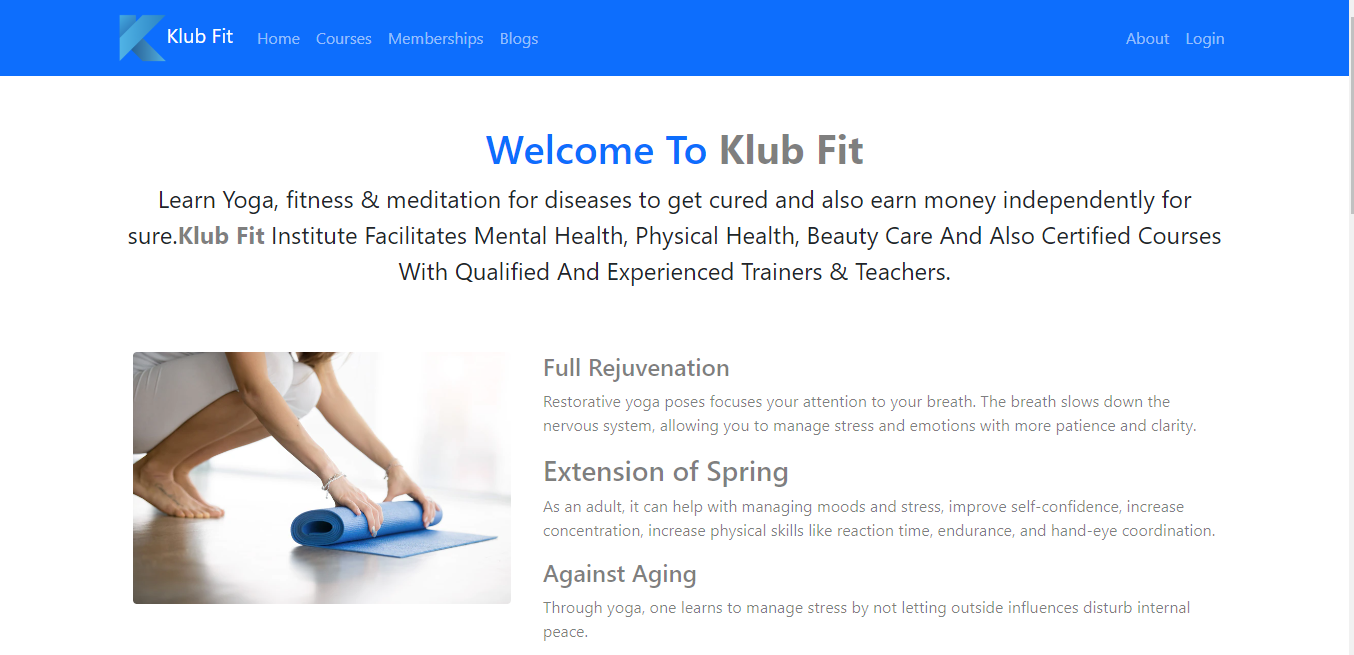 Klub Fit Home Courses Memberships Blogs About Login
Welcome To Klub Fit
Learn Yoga, fitness & meditation for diseases to get cured and also earn money independently for
sure.Klub Fit Institute Facilitates Mental Health, Physical Health, Beauty Care And Also Certified Courses
With Qualified And Experienced Trainers & Teachers.
Full Rejuvenation
Restorative yoga poses focuses your attention to your breath. The breath slows down the
nervous system, allowing you to manage stress and emotions with more patience and clarity.
Extension of Spring
As an adult, it can help with managing moods and stress, improve self-confidence, increase
concentration, increase physical skills like reaction time, endurance, and hand-eye coordination.
Against Aging
Through yoga, one learns to manage stress by not letting outside influences disturb internal
peace.